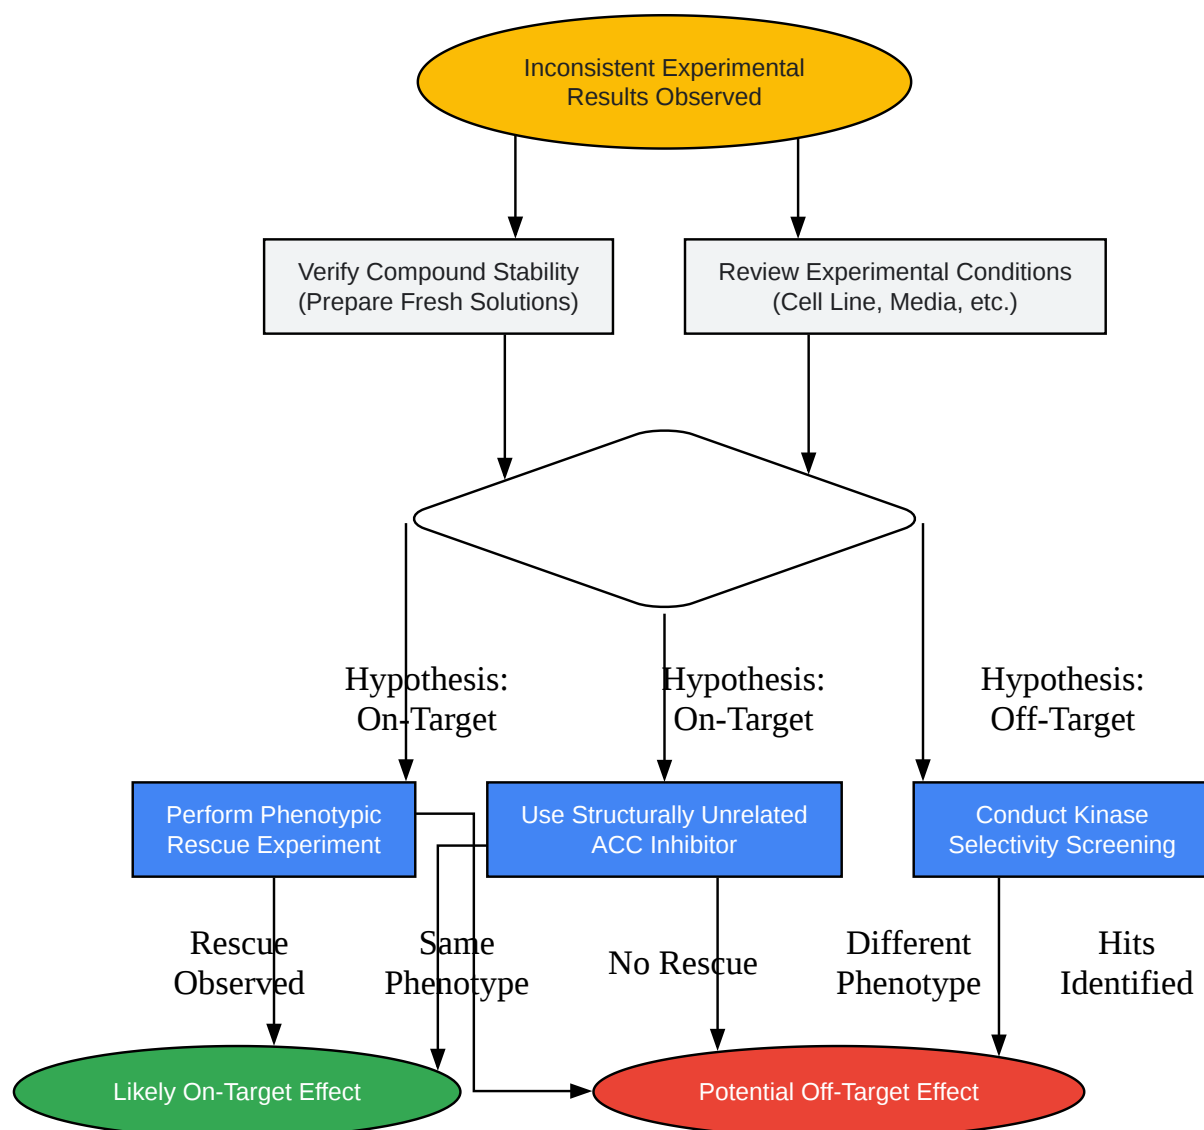 Inconsistent Experimental
Results Observed
Verify Compound Stability
(Prepare Fresh Solutions)
Review Experimental Conditions
(Cell Line, Media, etc.)
Hypothesis:
On-Target
Hypothesis:
On-Target
Hypothesis:
Off-Target
Perform Phenotypic
Rescue Experiment
Use Structurally Unrelated
ACC Inhibitor
Conduct Kinase
Selectivity Screening
Rescue
Observed
Same
Phenotype
No Rescue
Different
Phenotype
Hits
Identified
Likely On-Target Effect
Potential Off-Target Effect